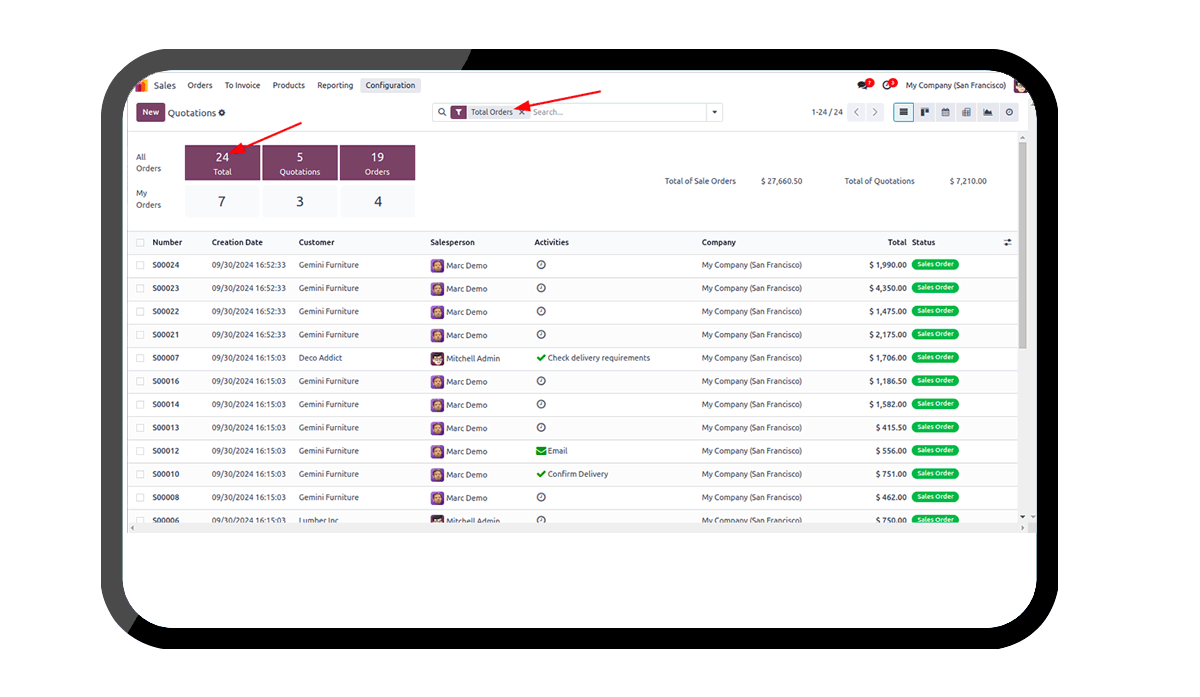 Sales Orders To Invoice Products Reporting Configuration 7 3 My Company (San Francisco)
New Quotations Total Orders Search... 1-24 / 24
All Orders 24 Total 5 Quotations 19 Orders
Total of Sale Orders $ 27,660.50 Total of Quotations $ 7,210.00
My Orders 7 3 4
Number Creation Date Customer Salesperson Activities Company Total Status
S00024 09/30/2024 16:52:33 Gemini Furniture Marc Demo My Company (San Francisco) $ 1,990.00 Sales Order
S00023 09/30/2024 16:52:33 Gemini Furniture Marc Demo My Company (San Francisco) $ 4,350.00 Sales Order
S00022 09/30/2024 16:52:33 Gemini Furniture Marc Demo My Company (San Francisco) $ 1,475.00 Sales Order
S00021 09/30/2024 16:52:33 Gemini Furniture Marc Demo My Company (San Francisco) $ 2,175.00 Sales Order
S00007 09/30/2024 16:15:03 Deco Addict Mitchell Admin Check delivery requirements My Company (San Francisco) $ 1,706.00 Sales Order
S00016 09/30/2024 16:15:03 Gemini Furniture Marc Demo My Company (San Francisco) $ 1,186.50 Sales Order
S00014 09/30/2024 16:15:03 Gemini Furniture Marc Demo My Company (San Francisco) $ 1,582.00 Sales Order
S00013 09/30/2024 16:15:03 Gemini Furniture Marc Demo My Company (San Francisco) $ 415.50 Sales Order
S00012 09/30/2024 16:15:03 Gemini Furniture Marc Demo Email My Company (San Francisco) $ 556.00 Sales Order
S00010 09/30/2024 16:15:03 Gemini Furniture Marc Demo Confirm Delivery My Company (San Francisco) $ 751.00 Sales Order
S00008 09/30/2024 16:15:03 Gemini Furniture Marc Demo My Company (San Francisco) $ 462.00 Sales Order
S00006 09/30/2024 16:15:03 Lumber Inc Mitchell Admin My Company (San Francisco) $ 750.00 Sales Order